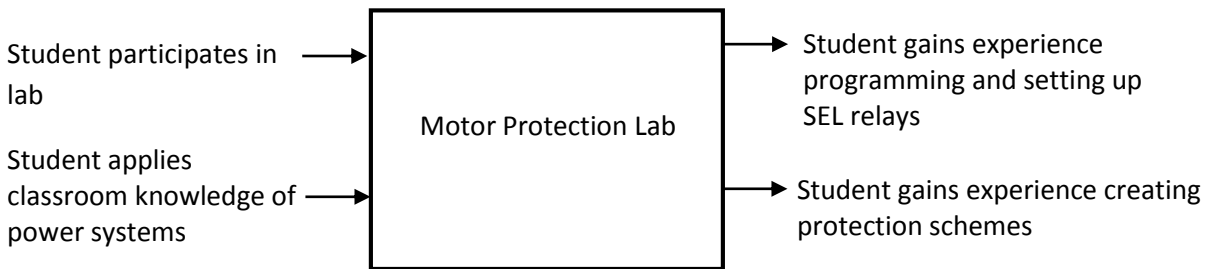 Student participates in
lab
Student applies
classroom knowledge of
power systems
Motor Protection Lab
Student gains experience
programming and setting up
SEL relays
Student gains experience creating
protection schemes